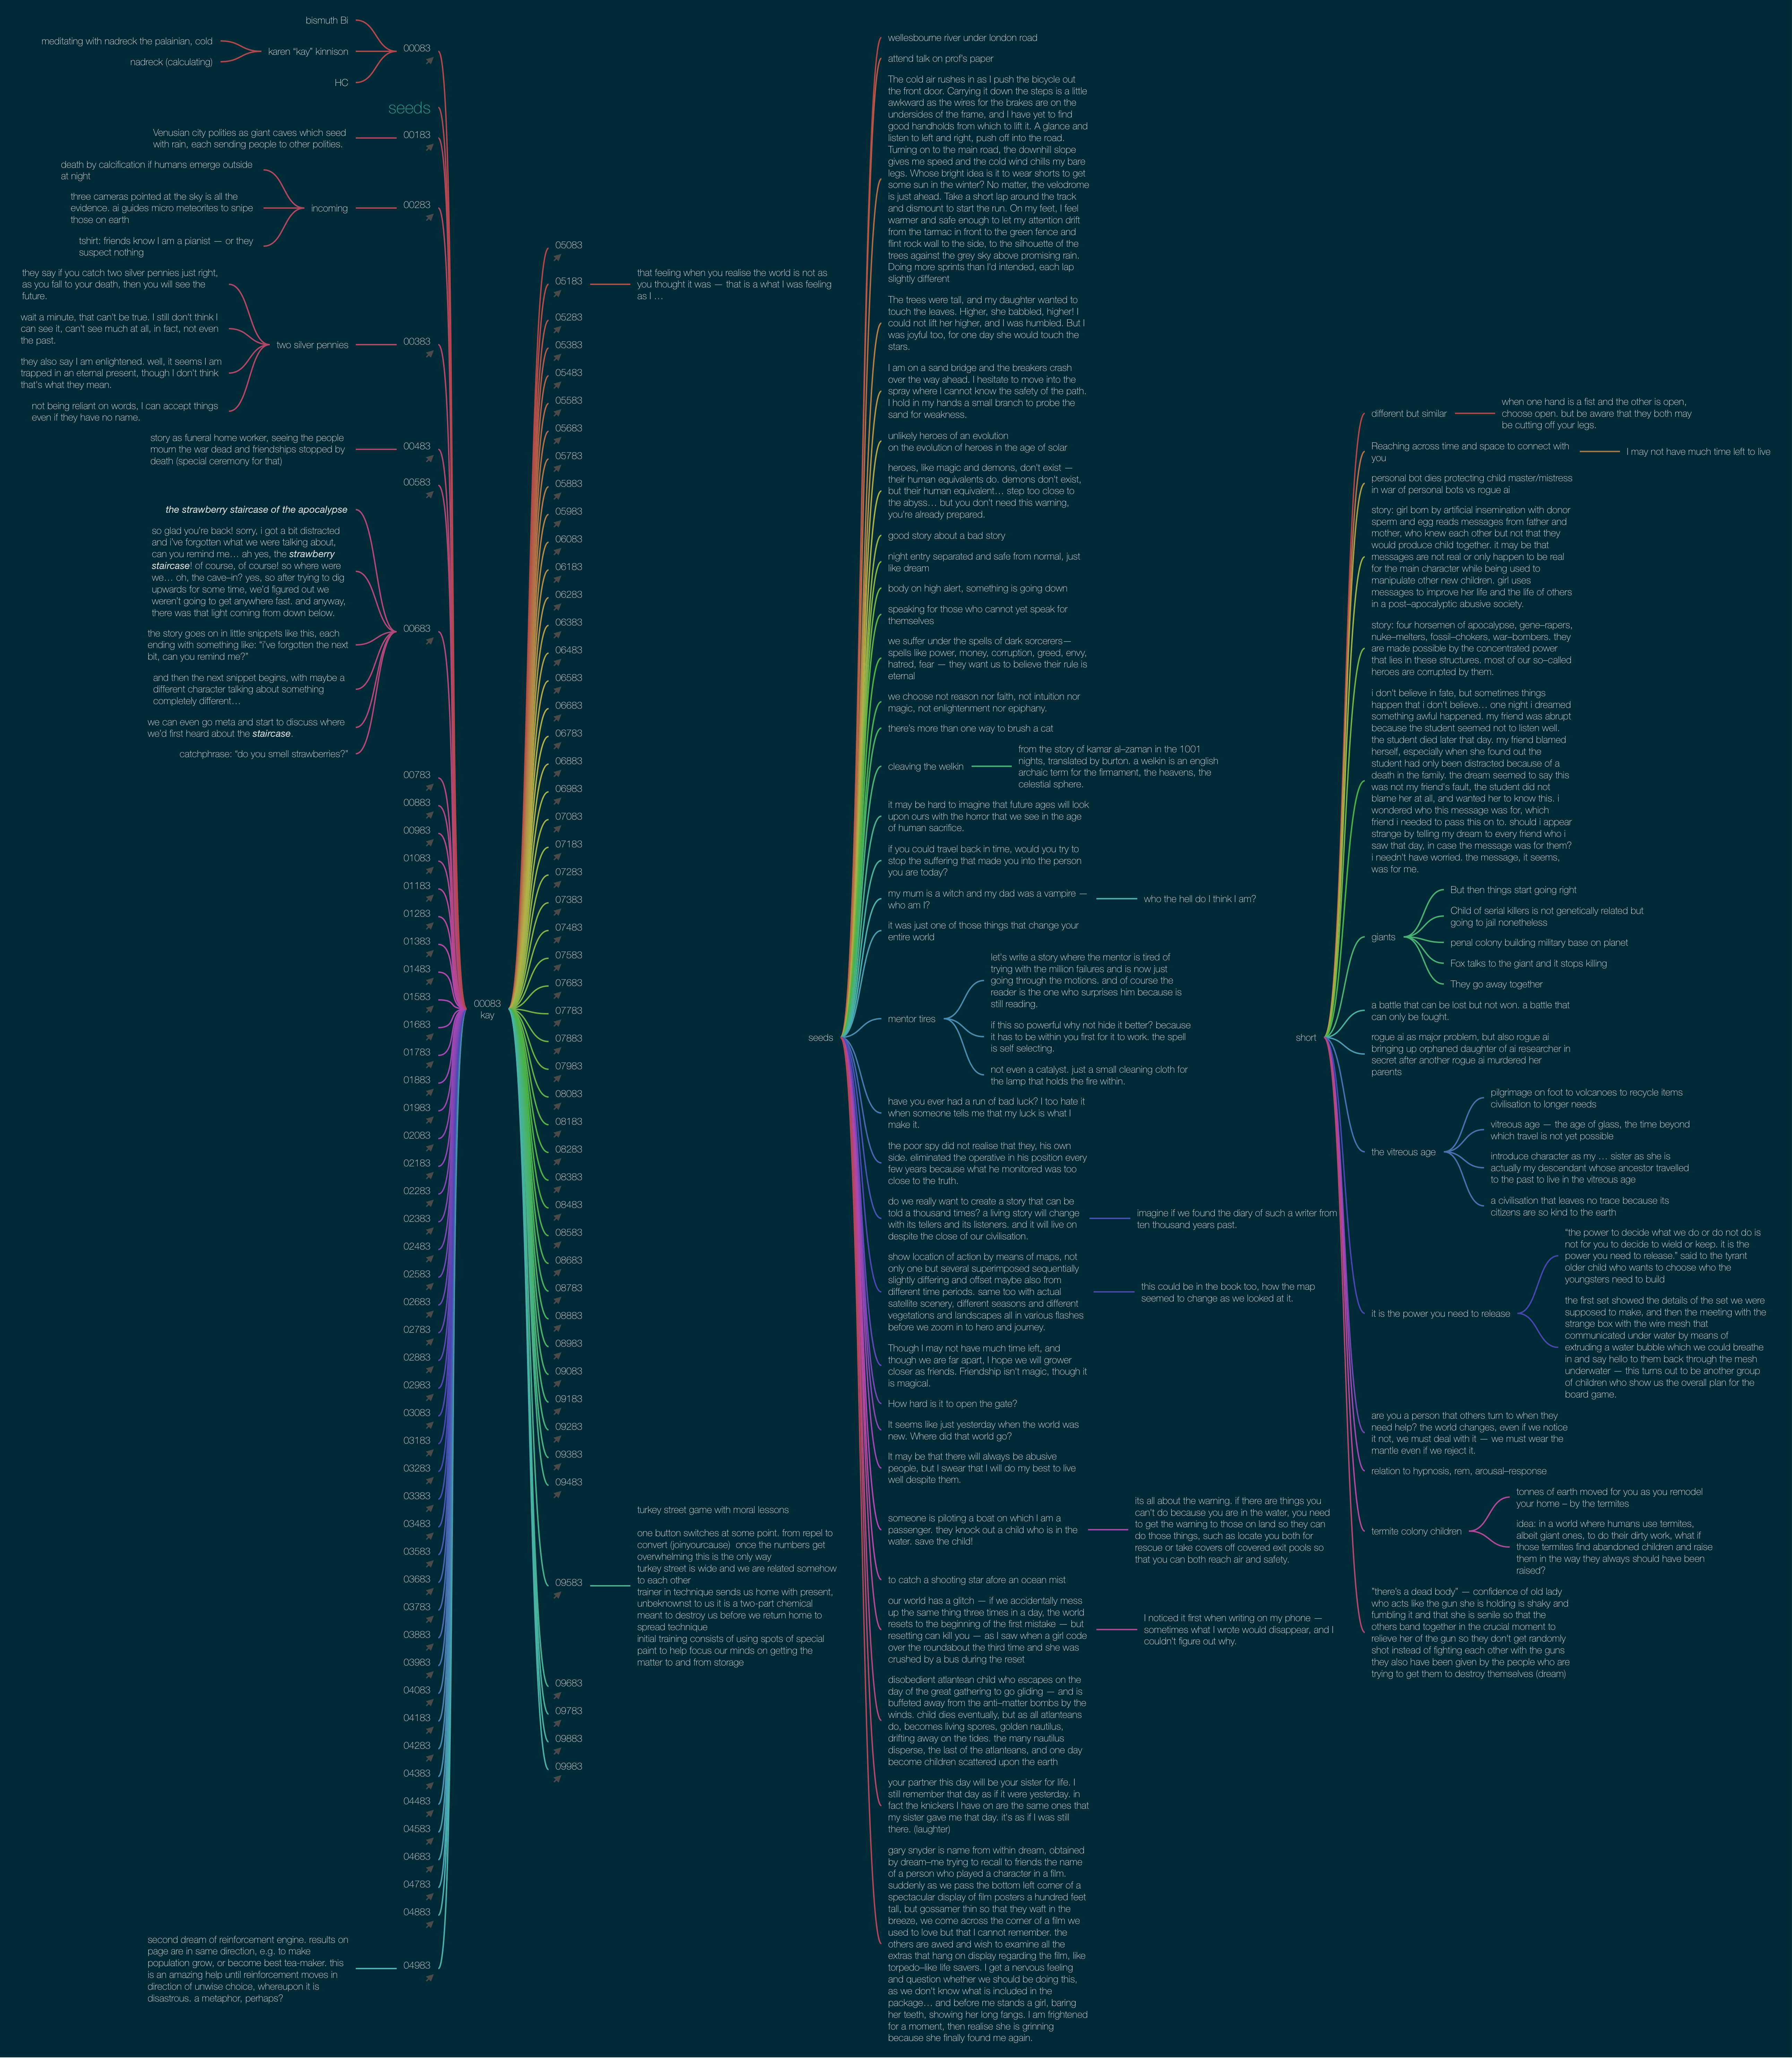 bismuth Bi
meditating with nadreck the palainian, cold
nadreck (calculating)
karen “kay” kinnison
HC
00083
seeds
Venusian city polities as giant caves which seed
with rain, each sending people to other polities.
00183
death by calcification if humans emerge outside
at night
three cameras pointed at the sky is all the
evidence. ai guides micro meteorites to snipe
those on earth
tshirt: friends know I am a pianist — or they
suspect nothing
incoming
00283
they say if you catch two silver pennies just right,
as you fall to your death, then you will see the
future.
wait a minute, that can't be true. I still don't think I
can see it, can't see much at all, in fact, not even
the past.
they also say I am enlightened. well, it seems I am
trapped in an eternal present, though I don't think
that's what they mean.
not being reliant on words, I can accept things
even if they have no name.
two silver pennies
00383
story as funeral home worker, seeing the people
mourn the war dead and friendships stopped by
death (special ceremony for that)
00483
00583
the strawberry staircase of the apocalypse
so glad you're back! sorry, i got a bit distracted
and i've forgotten what we were talking about,
can you remind me… ah yes, the strawberry
staircase! of course, of course! so where were
we… oh, the cave–in? yes, so after trying to dig
upwards for some time, we'd figured out we
weren't going to get anywhere fast. and anyway,
there was that light coming from down below.
the story goes on in little snippets like this, each
ending with something like: “i've forgotten the next
bit, can you remind me?”
and then the next snippet begins, with maybe a
different character talking about something
completely different…
we can even go meta and start to discuss where
we'd first heard about the staircase.
catchphrase: “do you smell strawberries?”
00683
00783
00883
00983
01083
01183
01283
01383
01483
01583
01683
01783
01883
01983
02083
02183
02283
02383
02483
02583
02683
02783
02883
02983
03083
03183
03283
03383
03483
03583
03683
03783
03883
03983
04083
04183
04283
04383
04483
04583
04683
04783
04883
second dream of reinforcement engine. results on
page are in same direction, e.g. to make
population grow, or become best tea-maker. this
is an amazing help until reinforcement moves in
direction of unwise choice, whereupon it is
disastrous. a metaphor, perhaps?
04983
00083
kay
05083
05183
that feeling when you realise the world is not as
you thought it was — that is a what I was feeling
as I …
05283
05383
05483
05583
05683
05783
05883
05983
06083
06183
06283
06383
06483
06583
06683
06783
06883
06983
07083
07183
07283
07383
07483
07583
07683
07783
07883
07983
08083
08183
08283
08383
08483
08583
08683
08783
08883
08983
09083
09183
09283
09383
09483
09583
turkey street game with moral lessons
one button switches at some point. from repel to
convert (joinyourcause)  once the numbers get
overwhelming this is the only way
turkey street is wide and we are related somehow
to each other
trainer in technique sends us home with present,
unbeknownst to us it is a two-part chemical
meant to destroy us before we return home to
spread technique
initial training consists of using spots of special
paint to help focus our minds on getting the
matter to and from storage
09683
09783
09883
09983
seeds
wellesbourne river under london road
attend talk on prof's paper
The cold air rushes in as I push the bicycle out
the front door. Carrying it down the steps is a little
awkward as the wires for the brakes are on the
undersides of the frame, and I have yet to find
good handholds from which to lift it. A glance and
listen to left and right, push off into the road.
Turning on to the main road, the downhill slope
gives me speed and the cold wind chills my bare
legs. Whose bright idea is it to wear shorts to get
some sun in the winter? No matter, the velodrome
is just ahead. Take a short lap around the track
and dismount to start the run. On my feet, I feel
warmer and safe enough to let my attention drift
from the tarmac in front to the green fence and
flint rock wall to the side, to the silhouette of the
trees against the grey sky above promising rain.
Doing more sprints than I'd intended, each lap
slightly different
The trees were tall, and my daughter wanted to
touch the leaves. Higher, she babbled, higher! I
could not lift her higher, and I was humbled. But I
was joyful too, for one day she would touch the
stars.
I am on a sand bridge and the breakers crash
over the way ahead. I hesitate to move into the
spray where I cannot know the safety of the path.
I hold in my hands a small branch to probe the
sand for weakness.
unlikely heroes of an evolution
on the evolution of heroes in the age of solar
heroes, like magic and demons, don't exist —
their human equivalents do. demons don't exist,
but their human equivalent… step too close to
the abyss… but you don't need this warning,
you're already prepared.
good story about a bad story
night entry separated and safe from normal, just
like dream
body on high alert, something is going down
speaking for those who cannot yet speak for
themselves
we suffer under the spells of dark sorcerers—
spells like power, money, corruption, greed, envy,
hatred, fear — they want us to believe their rule is
eternal
we choose not reason nor faith, not intuition nor
magic, not enlightenment nor epiphany.
there's more than one way to brush a cat
cleaving the welkin
from the story of kamar al–zaman in the 1001
nights, translated by burton. a welkin is an english
archaic term for the firmament, the heavens, the
celestial sphere.
it may be hard to imagine that future ages will look
upon ours with the horror that we see in the age
of human sacrifice.
if you could travel back in time, would you try to
stop the suffering that made you into the person
you are today?
my mum is a witch and my dad was a vampire —
who am I?
who the hell do I think I am?
it was just one of those things that change your
entire world
mentor tires
let's write a story where the mentor is tired of
trying with the million failures and is now just
going through the motions. and of course the
reader is the one who surprises him because is
still reading.
if this so powerful why not hide it better? because
it has to be within you first for it to work. the spell
is self selecting.
not even a catalyst. just a small cleaning cloth for
the lamp that holds the fire within.
have you ever had a run of bad luck? I too hate it
when someone tells me that my luck is what I
make it.
the poor spy did not realise that they, his own
side. eliminated the operative in his position every
few years because what he monitored was too
close to the truth.
do we really want to create a story that can be
told a thousand times? a living story will change
with its tellers and its listeners. and it will live on
despite the close of our civilisation.
imagine if we found the diary of such a writer from
ten thousand years past.
show location of action by means of maps, not
only one but several superimposed sequentially
slightly differing and offset maybe also from
different time periods. same too with actual
satellite scenery, different seasons and different
vegetations and landscapes all in various flashes
before we zoom in to hero and journey.
this could be in the book too, how the map
seemed to change as we looked at it.
Though I may not have much time left, and
though we are far apart, I hope we will grower
closer as friends. Friendship isn't magic, though it
is magical.
How hard is it to open the gate?
It seems like just yesterday when the world was
new. Where did that world go?
It may be that there will always be abusive
people, but I swear that I will do my best to live
well despite them.
someone is piloting a boat on which I am a
passenger. they knock out a child who is in the
water. save the child!
its all about the warning. if there are things you
can't do because you are in the water, you need
to get the warning to those on land so they can
do those things, such as locate you both for
rescue or take covers off covered exit pools so
that you can both reach air and safety.
to catch a shooting star afore an ocean mist
our world has a glitch — if we accidentally mess
up the same thing three times in a day, the world
resets to the beginning of the first mistake — but
resetting can kill you — as I saw when a girl code
over the roundabout the third time and she was
crushed by a bus during the reset
I noticed it first when writing on my phone —
sometimes what I wrote would disappear, and I
couldn't figure out why.
disobedient atlantean child who escapes on the
day of the great gathering to go gliding — and is
buffeted away from the anti–matter bombs by the
winds. child dies eventually, but as all atlanteans
do, becomes living spores, golden nautilus,
drifting away on the tides. the many nautilus
disperse, the last of the atlanteans, and one day
become children scattered upon the earth
your partner this day will be your sister for life. I
still remember that day as if it were yesterday. in
fact the knickers I have on are the same ones that
my sister gave me that day. it's as if I was still
there. (laughter)
gary snyder is name from within dream, obtained
by dream–me trying to recall to friends the name
of a person who played a character in a film.
suddenly as we pass the bottom left corner of a
spectacular display of film posters a hundred feet
tall, but gossamer thin so that they waft in the
breeze, we come across the corner of a film we
used to love but that I cannot remember. the
others are awed and wish to examine all the
extras that hang on display regarding the film, like
torpedo–like life savers. I get a nervous feeling
and question whether we should be doing this,
as we don't know what is included in the
package… and before me stands a girl, baring
her teeth, showing her long fangs. I am frightened
for a moment, then realise she is grinning
because she finally found me again.
short
different but similar
when one hand is a fist and the other is open,
choose open. but be aware that they both may
be cutting off your legs.
Reaching across time and space to connect with
you
I may not have much time left to live
personal bot dies protecting child master/mistress
in war of personal bots vs rogue ai
story: girl born by artificial insemination with donor
sperm and egg reads messages from father and
mother, who knew each other but not that they
would produce child together. it may be that
messages are not real or only happen to be real
for the main character while being used to
manipulate other new children. girl uses
messages to improve her life and the life of others
in a post–apocalyptic abusive society.
story: four horsemen of apocalypse, gene–rapers,
nuke–melters, fossil–chokers, war–bombers. they
are made possible by the concentrated power
that lies in these structures. most of our so–called
heroes are corrupted by them.
i don't believe in fate, but sometimes things
happen that i don't believe… one night i dreamed
something awful happened. my friend was abrupt
because the student seemed not to listen well.
the student died later that day. my friend blamed
herself, especially when she found out the
student had only been distracted because of a
death in the family. the dream seemed to say this
was not my friend's fault, the student did not
blame her at all, and wanted her to know this. i
wondered who this message was for, which
friend i needed to pass this on to. should i appear
strange by telling my dream to every friend who i
saw that day, in case the message was for them?
i needn't have worried. the message, it seems,
was for me.
giants
But then things start going right
Child of serial killers is not genetically related but
going to jail nonetheless
penal colony building military base on planet
Fox talks to the giant and it stops killing
They go away together
a battle that can be lost but not won. a battle that
can only be fought.
rogue ai as major problem, but also rogue ai
bringing up orphaned daughter of ai researcher in
secret after another rogue ai murdered her
parents
the vitreous age
pilgrimage on foot to volcanoes to recycle items
civilisation to longer needs
vitreous age — the age of glass, the time beyond
which travel is not yet possible
introduce character as my … sister as she is
actually my descendant whose ancestor travelled
to the past to live in the vitreous age
a civilisation that leaves no trace because its
citizens are so kind to the earth
it is the power you need to release
“the power to decide what we do or do not do is
not for you to decide to wield or keep. it is the
power you need to release.” said to the tyrant
older child who wants to choose who the
youngsters need to build
the first set showed the details of the set we were
supposed to make, and then the meeting with the
strange box with the wire mesh that
communicated under water by means of
extruding a water bubble which we could breathe
in and say hello to them back through the mesh
underwater — this turns out to be another group
of children who show us the overall plan for the
board game.
are you a person that others turn to when they
need help? the world changes, even if we notice
it not, we must deal with it — we must wear the
mantle even if we reject it.
relation to hypnosis, rem, arousal–response
termite colony children
tonnes of earth moved for you as you remodel
your home – by the termites
idea: in a world where humans use termites,
albeit giant ones, to do their dirty work, what if
those termites find abandoned children and raise
them in the way they always should have been
raised?
“there's a dead body” — confidence of old lady
who acts like the gun she is holding is shaky and
fumbling it and that she is senile so that the
others band together in the crucial moment to
relieve her of the gun so they don't get randomly
shot instead of fighting each other with the guns
they also have been given by the people who are
trying to get them to destroy themselves (dream)